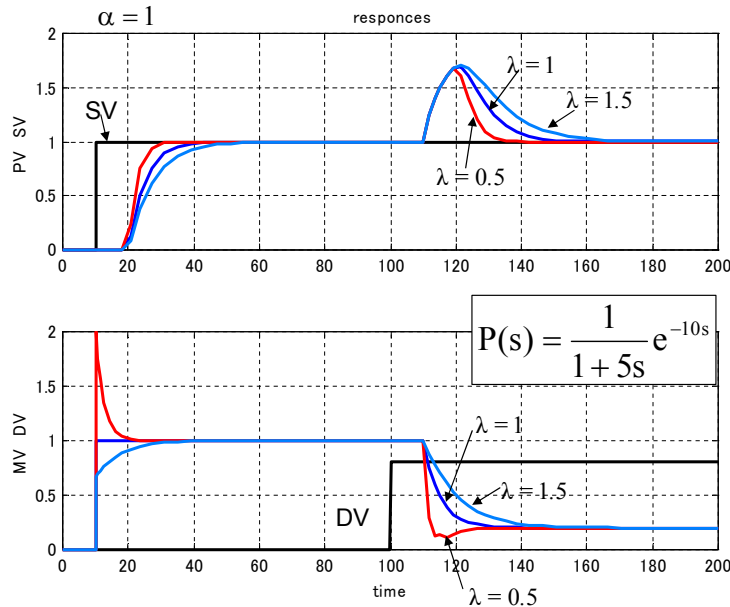 α = 1
responces
PV SV
2
1.5
1
0.5
0
SV
λ = 1
λ = 1.5
λ = 0.5
0 20 40 60 80 100 120 140 160 180 200
P(s) = 1 / (1 + 5s) e^{-10s}
MV DV
2
1.5
1
0.5
0
λ = 1
λ = 1.5
DV
0 20 40 60 80 100 120 140 160 180 200
time
λ = 0.5